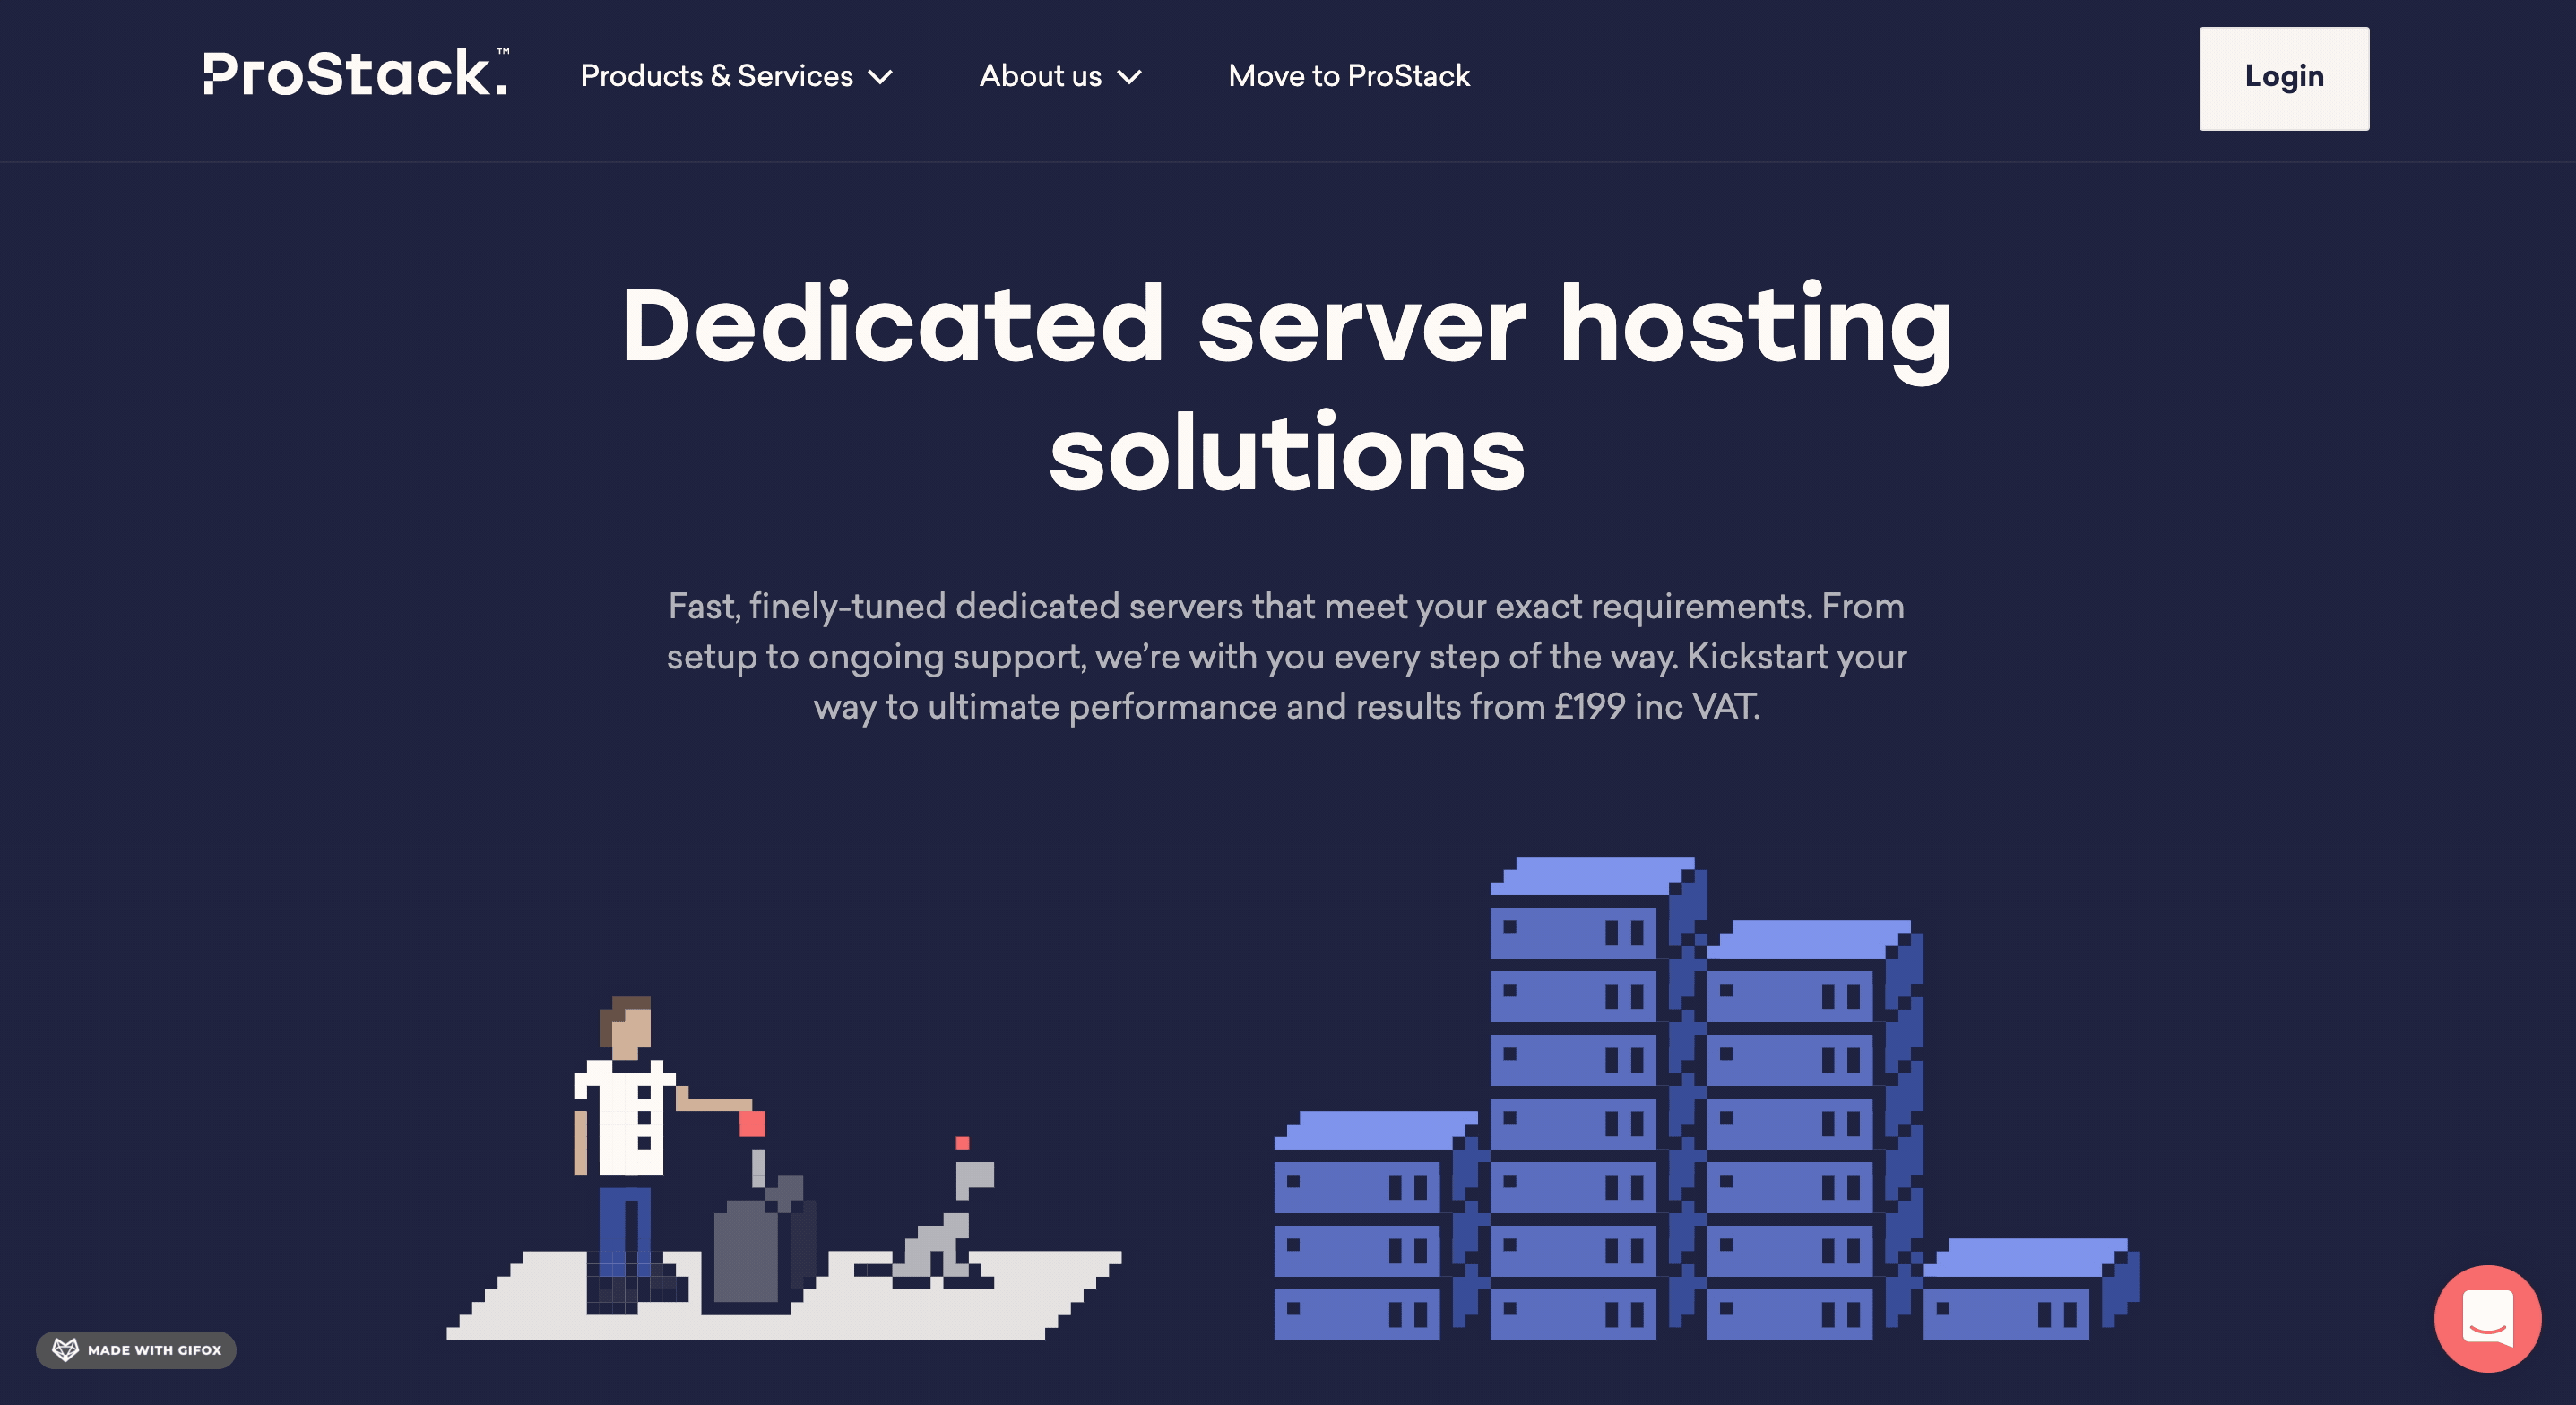 ProStack.™
Products & Services
About us
Move to ProStack
Login
Dedicated server hosting
solutions
Fast, finely-tuned dedicated servers that meet your exact requirements. From
setup to ongoing support, we’re with you every step of the way. Kickstart your
way to ultimate performance and results from £199 inc VAT.
MADE WITH GIFOX